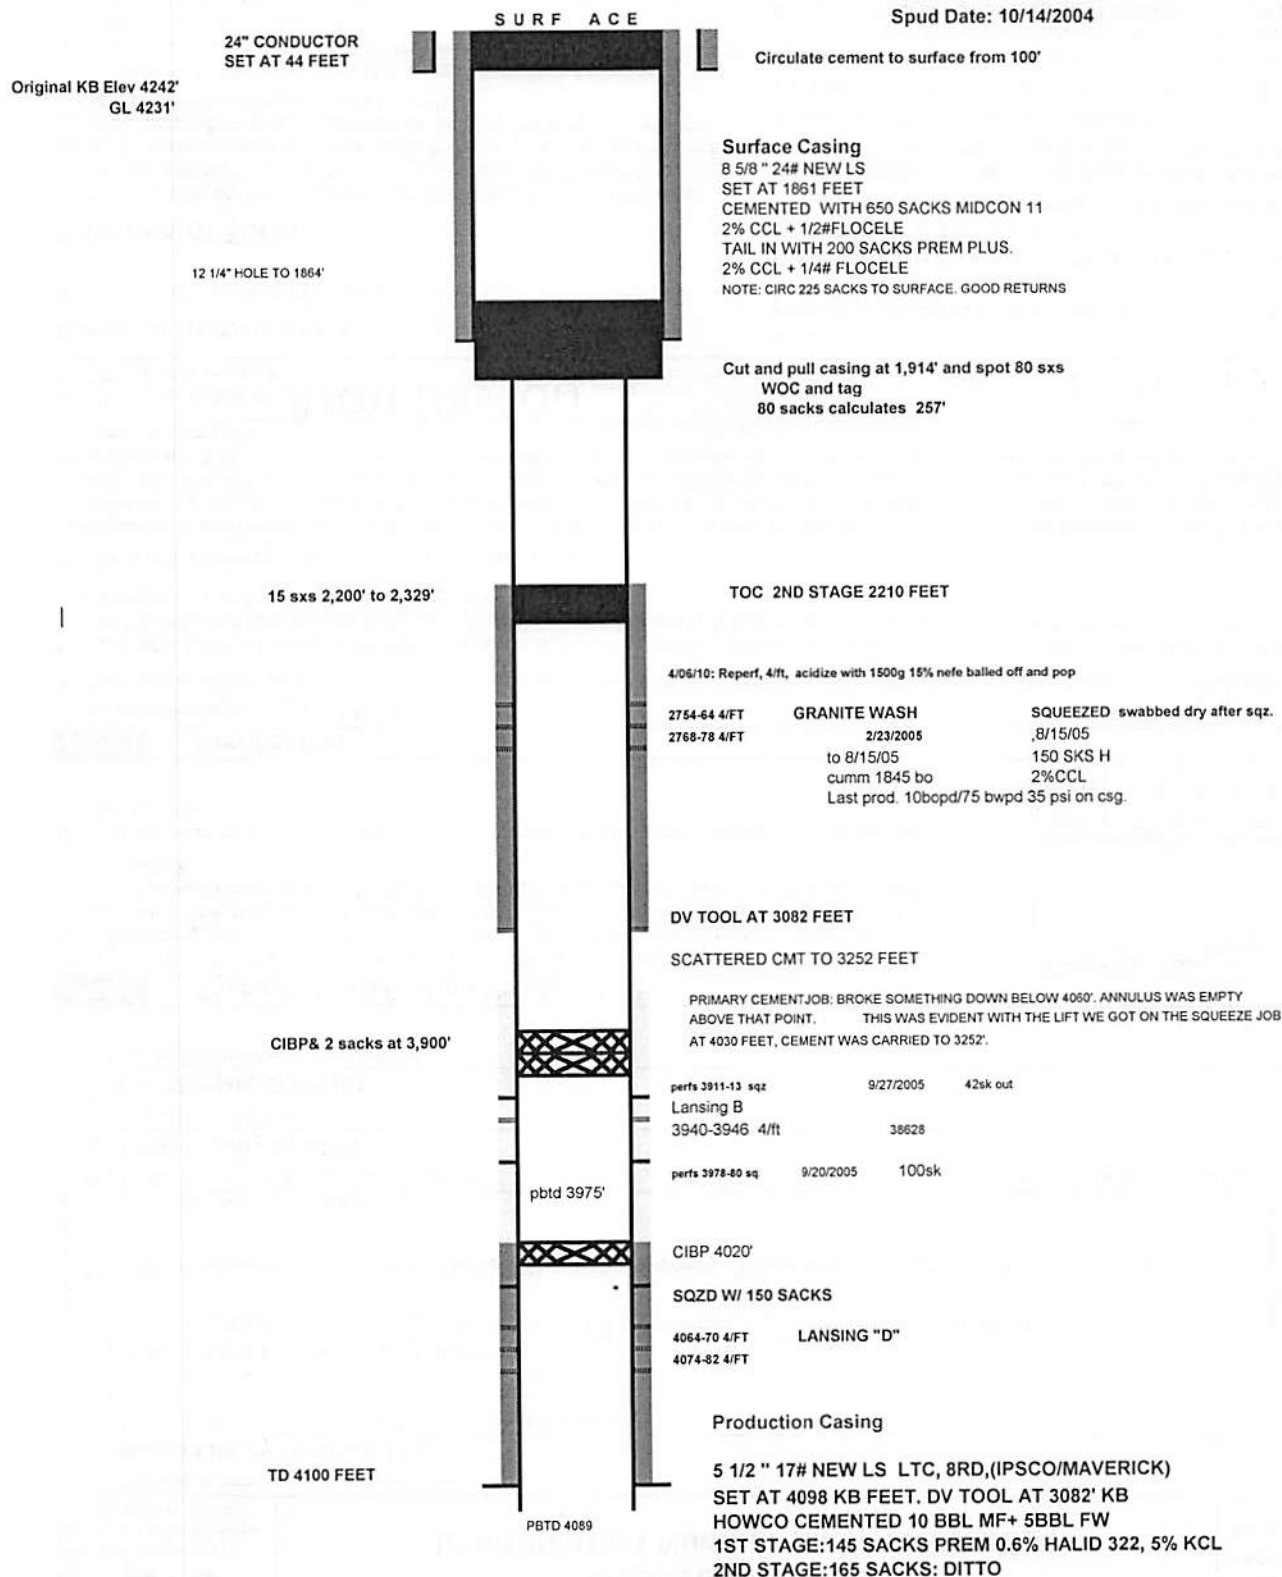 SURF ACE
Spud Date: 10/14/2004
24" CONDUCTOR
SET AT 44 FEET
Circulate cement to surface from 100'
Original KB Elev 4242'
GL 4231'
Surface Casing
8 5/8 " 24# NEW LS
SET AT 1861 FEET
CEMENTED WITH 650 SACKS MIDCON 11
2% CCL + 1/2#FLOCELE
TAIL IN WITH 200 SACKS PREM PLUS.
2% CCL + 1/4# FLOCELE
NOTE: CIRC 225 SACKS TO SURFACE. GOOD RETURNS
12 1/4" HOLE TO 1864'
Cut and pull casing at 1,914' and spot 80 sxs
WOC and tag
80 sacks calculates 257'
15 sxs 2,200' to 2,329'
TOC 2ND STAGE 2210 FEET
4/06/10: Reperf, 4/ft, acidize with 1500g 15% nefe balled off and pop
2754-64 4/FT GRANITE WASH SQUEEZED swabbed dry after sqz.
2768-78 4/FT 2/23/2005 ,8/15/05
to 8/15/05 150 SKS H
cumm 1845 bo 2%CCL
Last prod. 10bopd/75 bwpd 35 psi on csg.
DV TOOL AT 3082 FEET
SCATTERED CMT TO 3252 FEET
PRIMARY CEMENTJOB: BROKE SOMETHING DOWN BELOW 4060'. ANNULUS WAS EMPTY
ABOVE THAT POINT. THIS WAS EVIDENT WITH THE LIFT WE GOT ON THE SQUEEZE JOB
AT 4030 FEET, CEMENT WAS CARRIED TO 3252'.
CIBP& 2 sacks at 3,900'
perfs 3911-13 sqz 9/27/2005 42sk out
Lansing B
3940-3946 4/ft 38628
perfs 3978-80 sq 9/20/2005 100sk
pbtd 3975'
CIBP 4020'
SQZD W/ 150 SACKS
4064-70 4/FT LANSING "D"
4074-82 4/FT
Production Casing
TD 4100 FEET
5 1/2 " 17# NEW LS LTC, 8RD,(IPSCO/MAVERICK)
SET AT 4098 KB FEET. DV TOOL AT 3082' KB
PBTD 4089
HOWCO CEMENTED 10 BBL MF+ 5BBL FW
1ST STAGE:145 SACKS PREM 0.6% HALID 322, 5% KCL
2ND STAGE:165 SACKS: DITTO